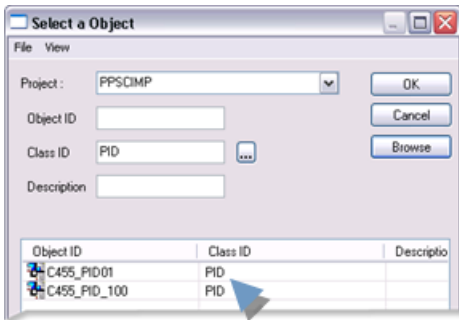 Select a Object
File View
Project : PPSCIMP OK
Object ID Cancel
Class ID PID ... Browse
Description
Object ID Class ID Descriptio
C455_PID01 PID
C455_PID_100 PID